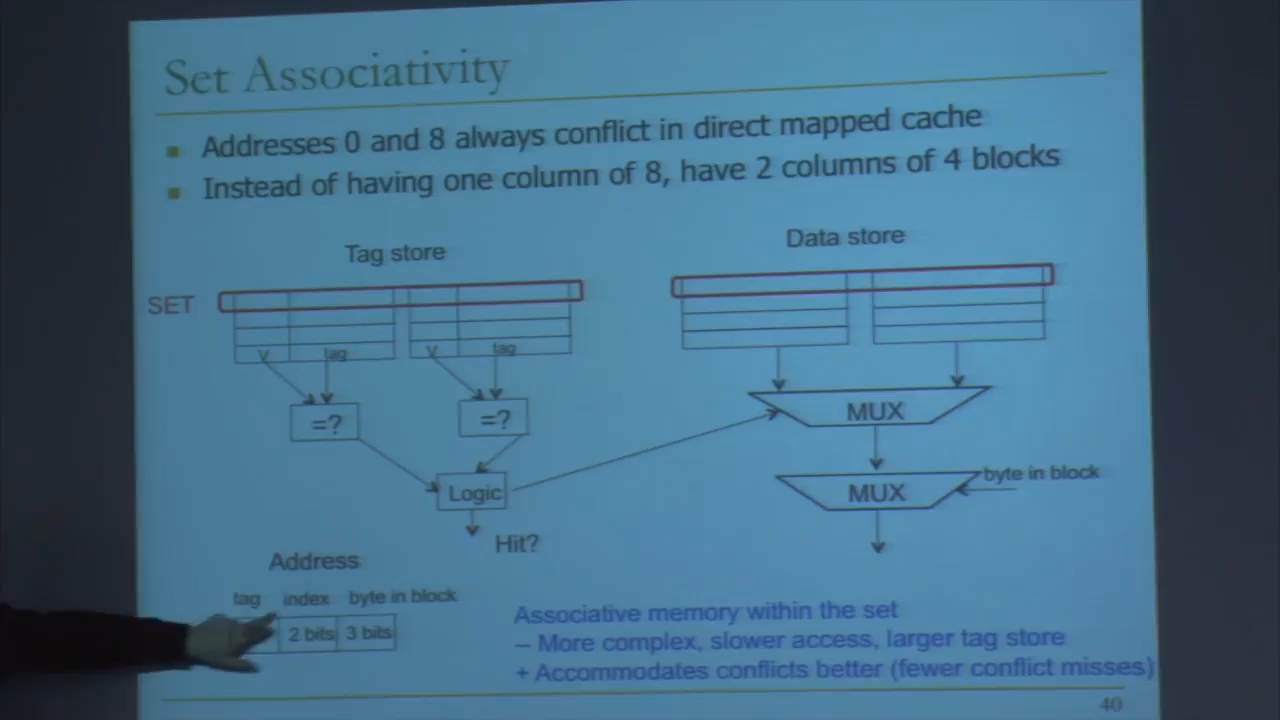 Set Associativity
Addresses 0 and 8 always conflict in direct mapped cache
Instead of having one column of 8, have 2 columns of 4 blocks
Tag store
Data store
SET
V tag V tag
=? =?
MUX
Logic
MUX
byte in block
Hit?
Address
tag index byte in block
2 bits 3 bits
Associative memory within the set
– More complex, slower access, larger tag store
+ Accommodates conflicts better (fewer conflict misses)
40